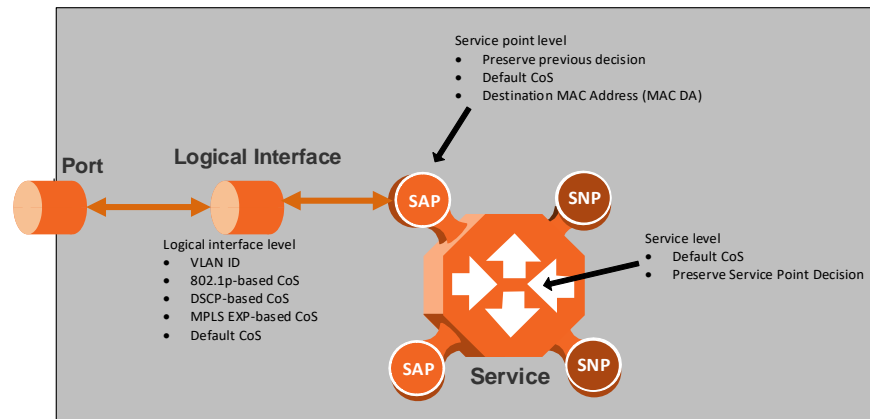 Service point level
• Preserve previous decision
• Default CoS
• Destination MAC Address (MAC DA)
Port
Logical Interface
SAP
SNP
Logical interface level
• VLAN ID
• 802.1p-based CoS
• DSCP-based CoS
• MPLS EXP-based CoS
• Default CoS
Service level
• Default CoS
• Preserve Service Point Decision
SAP
Service
SNP